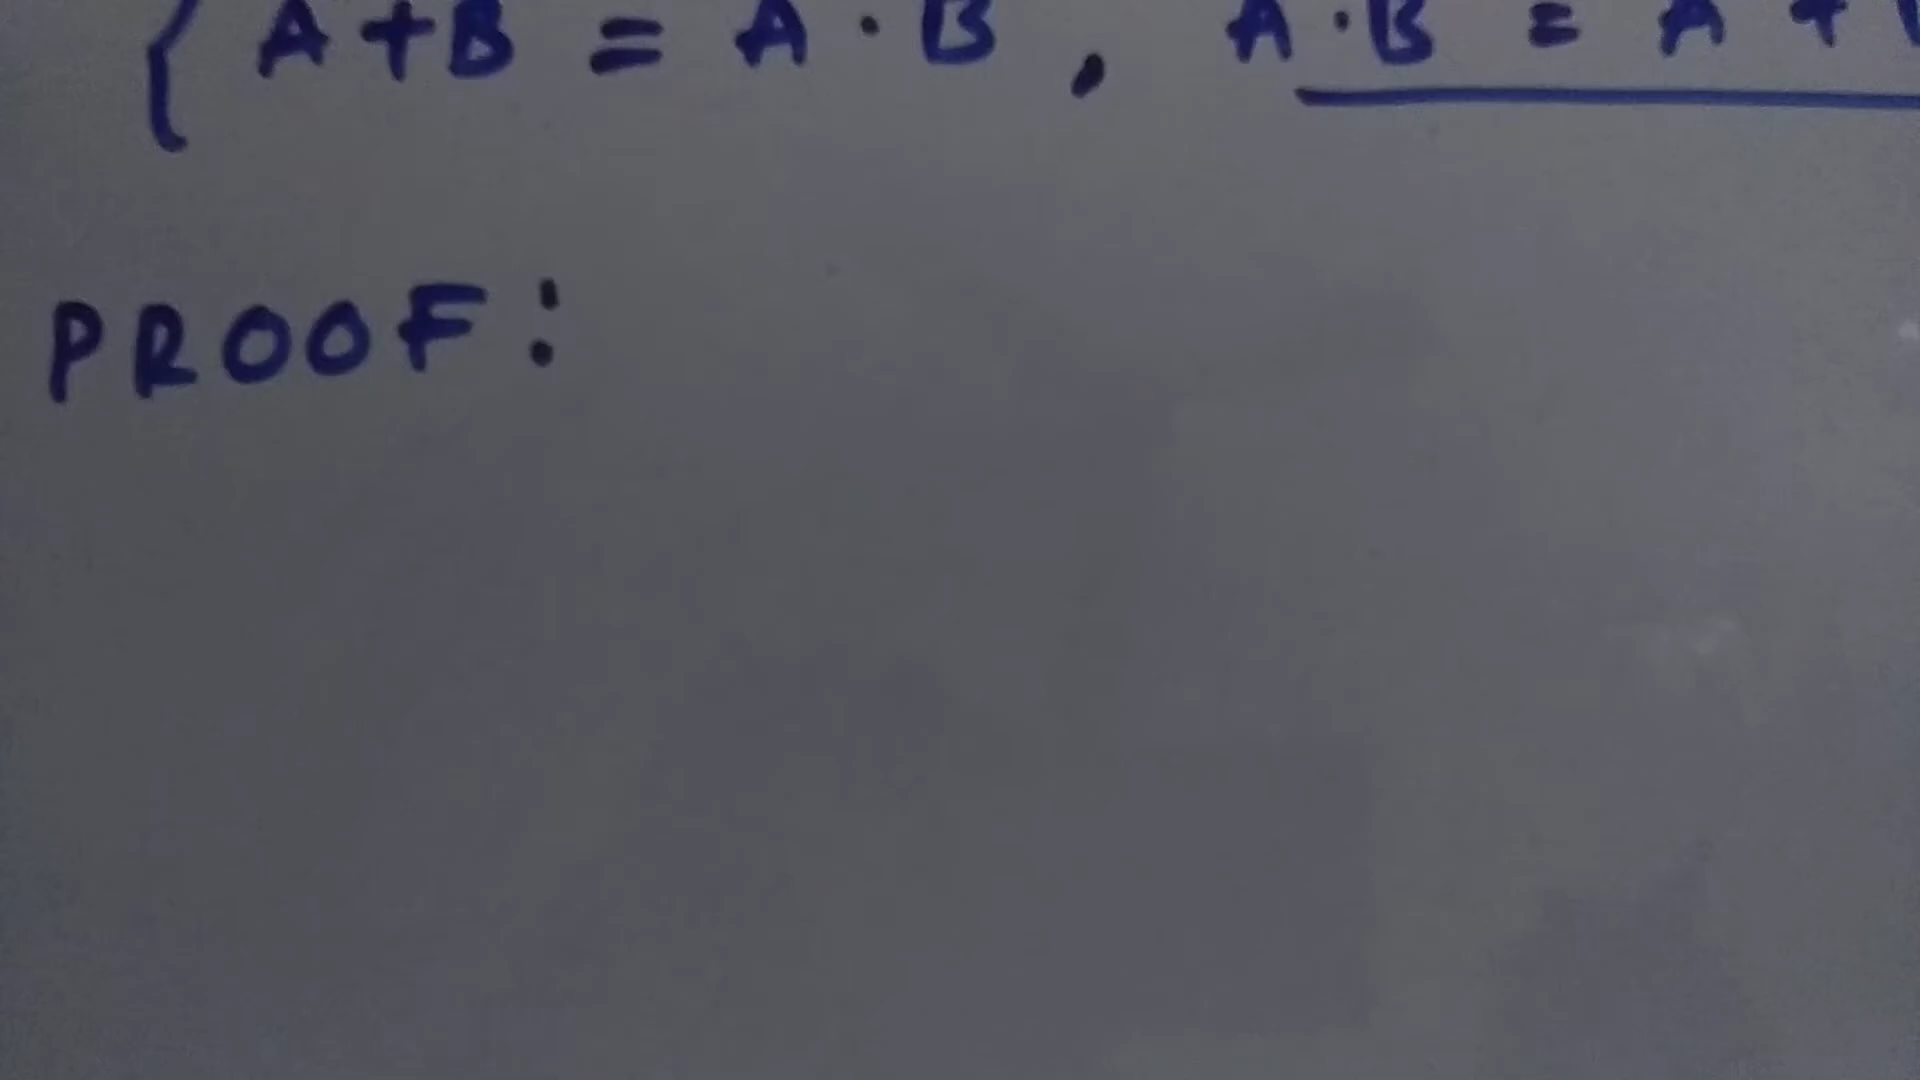 { A+B = A · B , A · B = A +
PROOF: